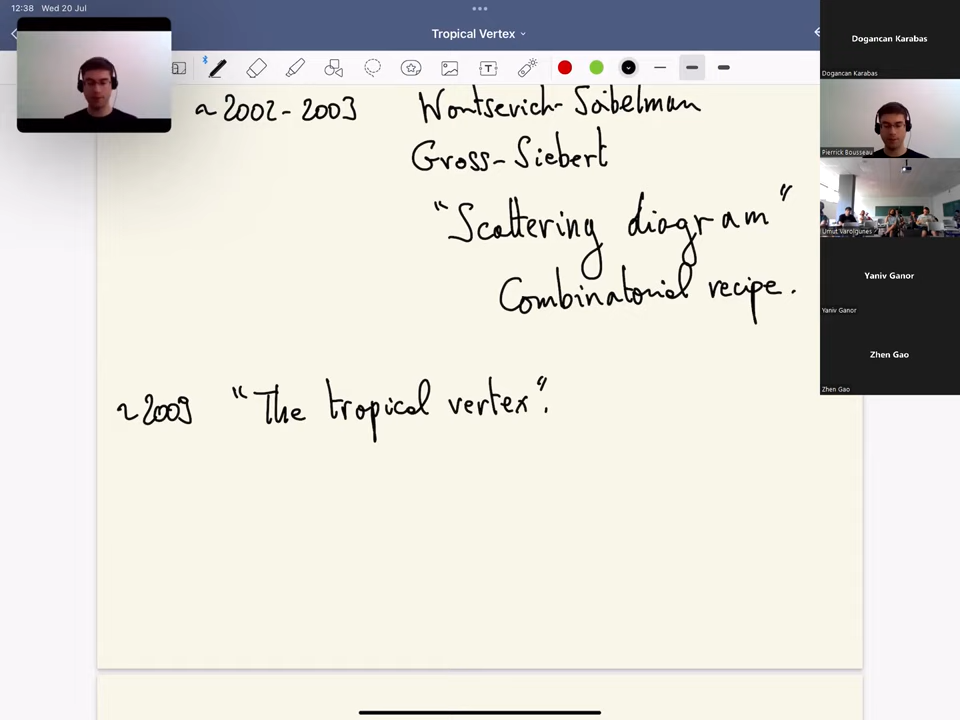 12:38 Wed 20 Jul
Tropical Vertex
~ 2002 - 2003 Kontsevich - Soibelman
Gross - Siebert
"Scattering diagram"
Combinatorial recipe.
~ 2009 "The tropical vertex".
Dogancan Karabas
Dogancan Karabas
Pierrick Bousseau
Umut Varolgunes
Yaniv Ganor
Yaniv Ganor
Zhen Gao
Zhen Gao